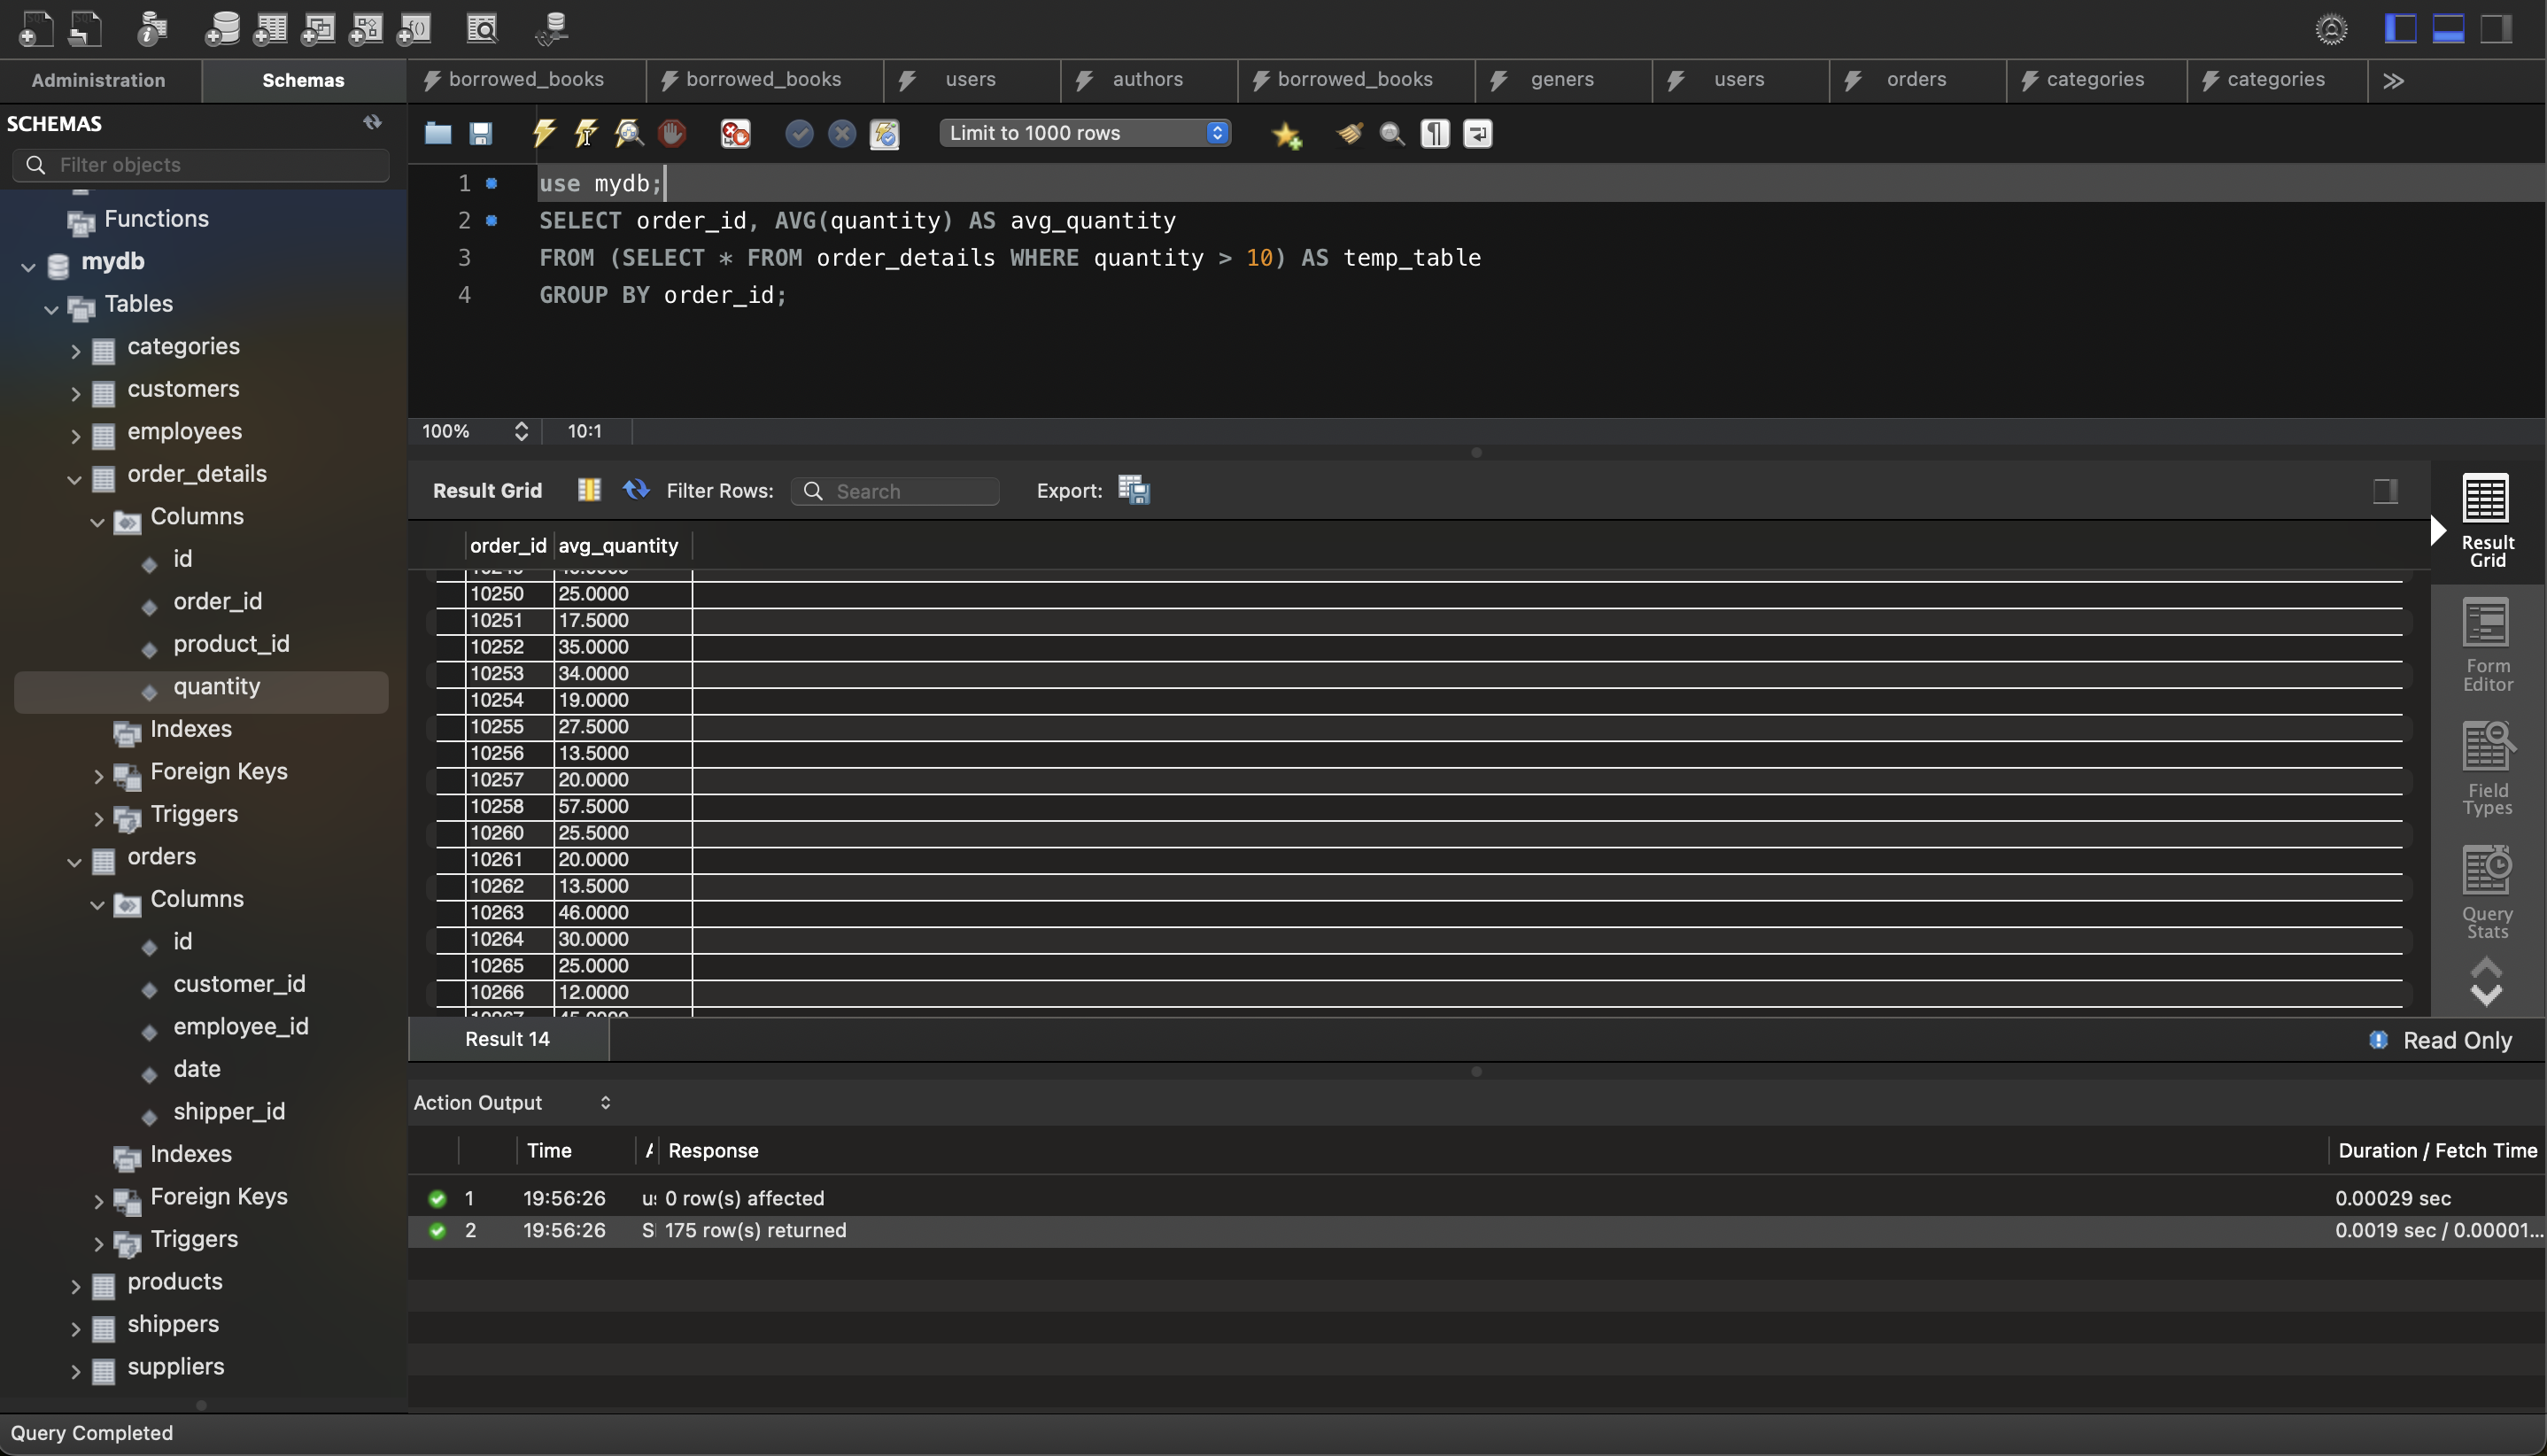 Administration
Schemas
borrowed_books
borrowed_books
users
authors
borrowed_books
geners
users
orders
categories
categories
SCHEMAS
Filter objects
Functions
mydb
Tables
categories
customers
employees
order_details
Columns
id
order_id
product_id
quantity
Indexes
Foreign Keys
Triggers
orders
Columns
id
customer_id
employee_id
date
shipper_id
Indexes
Foreign Keys
Triggers
products
shippers
suppliers
Limit to 1000 rows
1 use mydb;
2 SELECT order_id, AVG(quantity) AS avg_quantity
3 FROM (SELECT * FROM order_details WHERE quantity > 10) AS temp_table
4 GROUP BY order_id;
100% 10:1
Result Grid Filter Rows: Search Export:
order_id avg_quantity
10250 25.0000
10251 17.5000
10252 35.0000
10253 34.0000
10254 19.0000
10255 27.5000
10256 13.5000
10257 20.0000
10258 57.5000
10260 25.5000
10261 20.0000
10262 13.5000
10263 46.0000
10264 30.0000
10265 25.0000
10266 12.0000
Result
Grid
Form
Editor
Field
Types
Query
Stats
Result 14
Read Only
Action Output
Time Response Duration / Fetch Time
1 19:56:26 0 row(s) affected 0.00029 sec
2 19:56:26 175 row(s) returned 0.0019 sec / 0.00001...
Query Completed